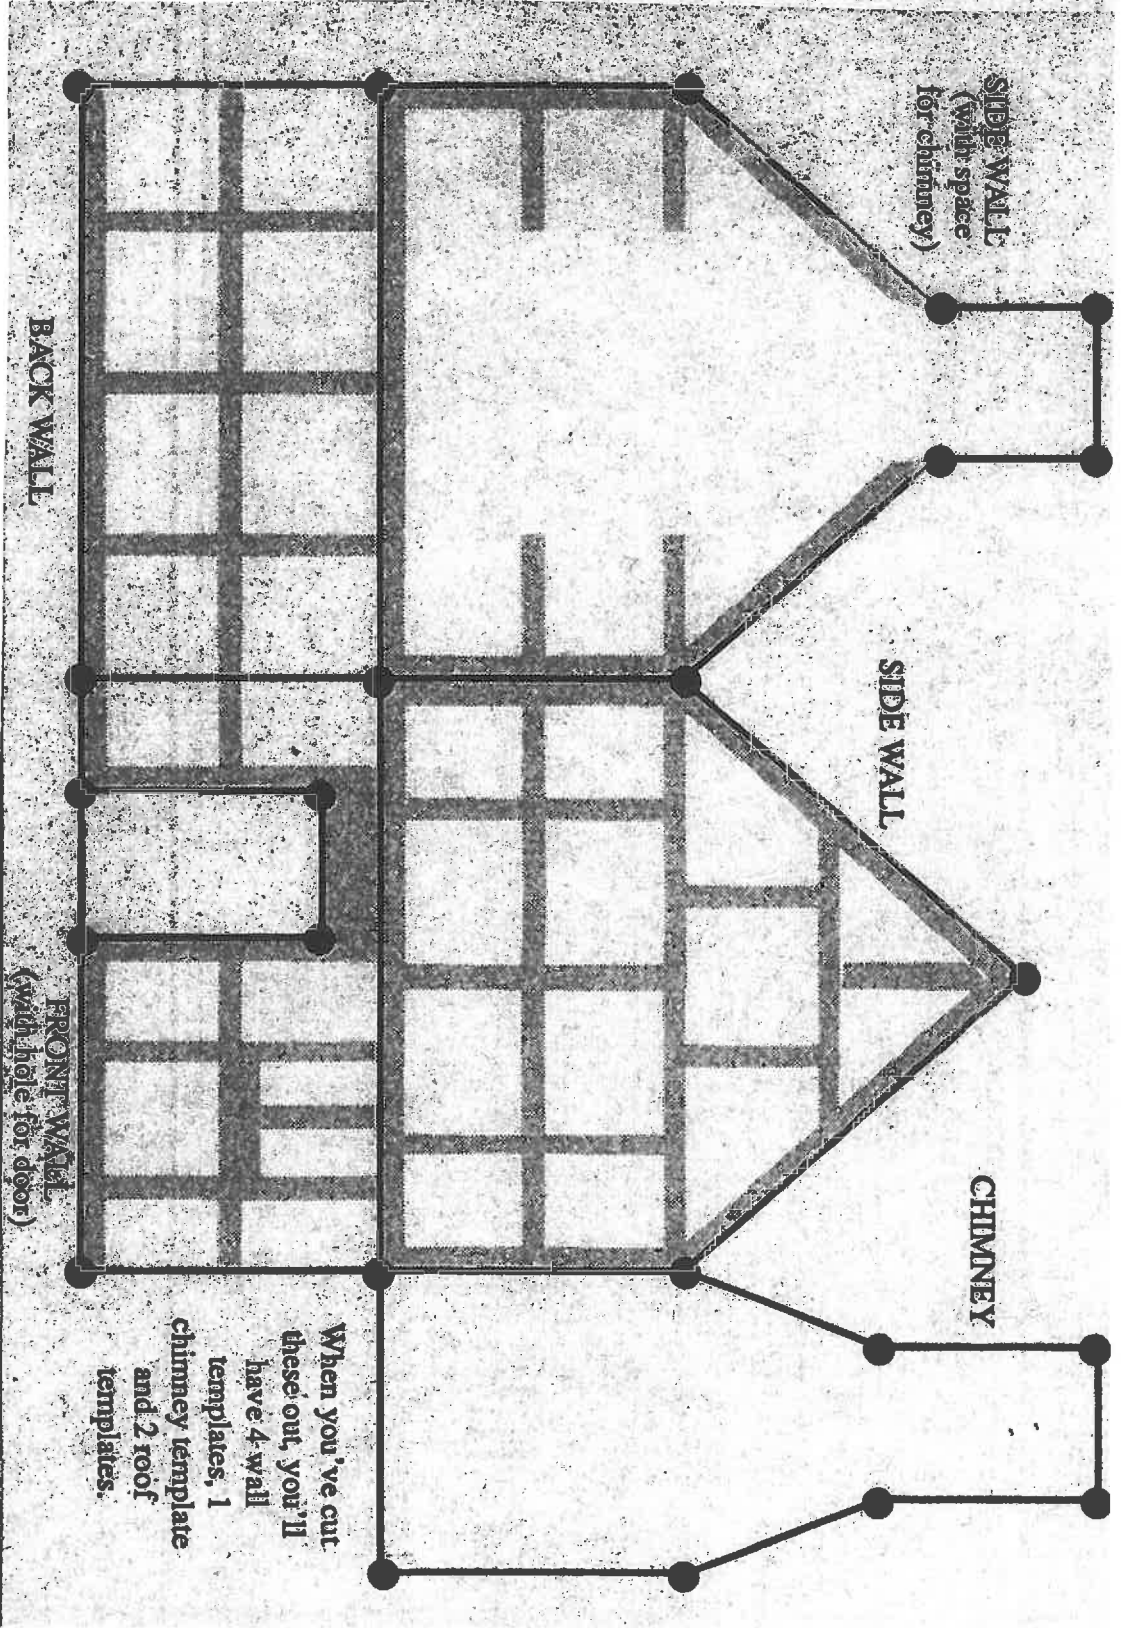 SIDE WALL
(with space
for chimney)
SIDE WALL
CHIMNEY
BACK WALL
FRONT WALL
(with hole for door)
When you've cut
these out, you'll
have 4 wall
templates, 1
chimney template
and 2 roof
templates.